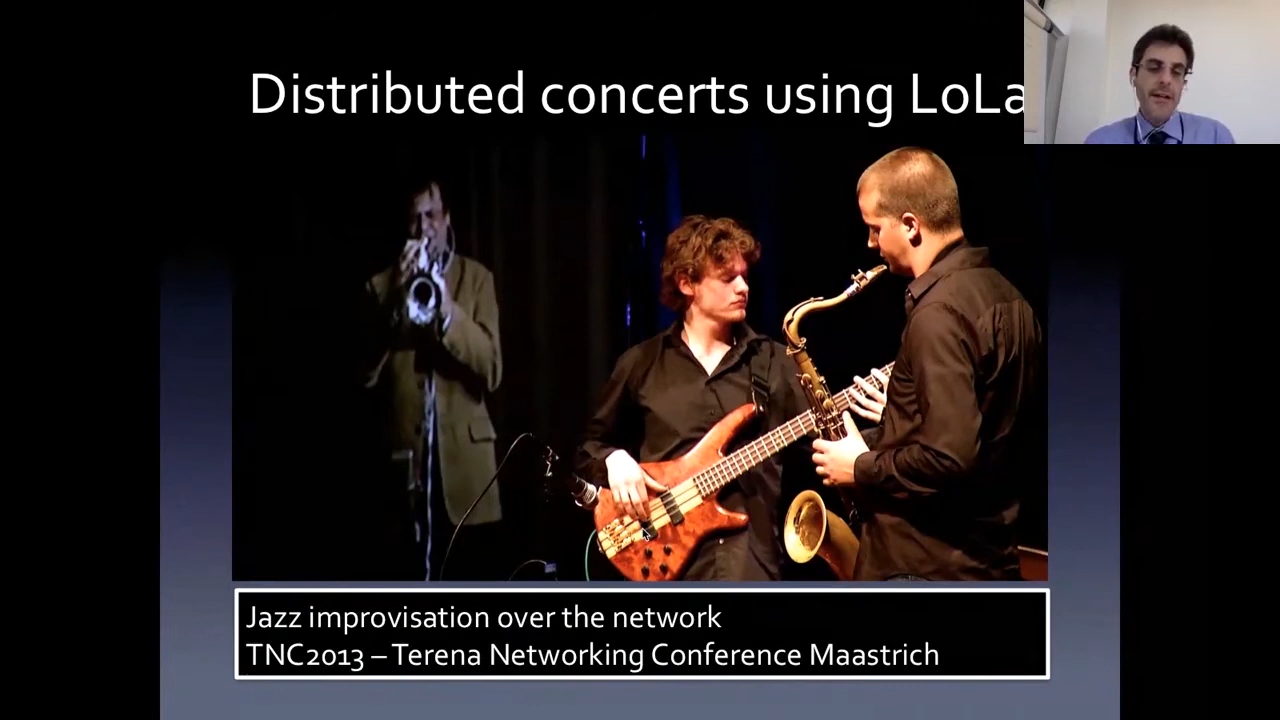 Distributed concerts using LoLa
Jazz improvisation over the network
TNC2013 – Terena Networking Conference Maastrich